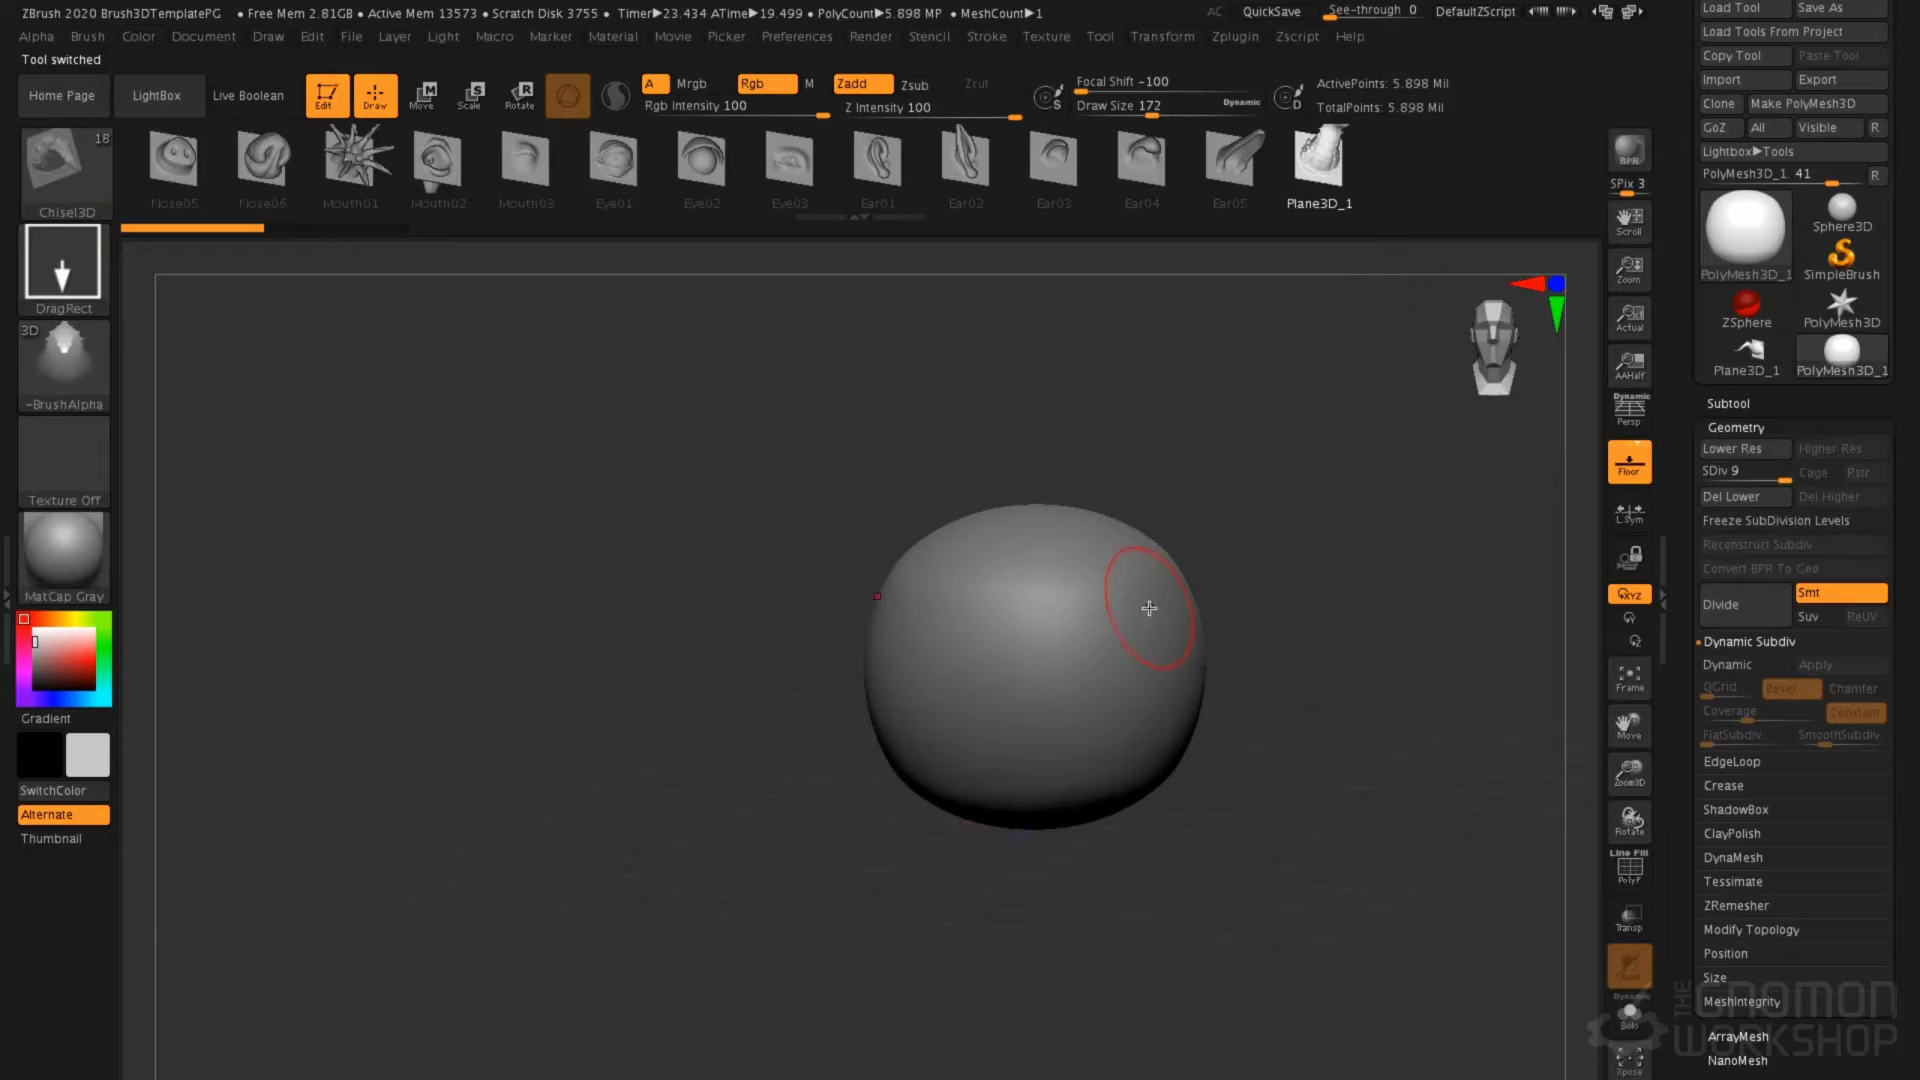 ZBrush 2020 Brush3DTemplatePG • Free Mem 2.81GB • Active Mem 13573 • Scratch Disk 3755 • Timer▶23.434 ATime▶19.499 • PolyCount▶5.898 MP • MeshCount▶1 AC QuickSave See-through 0 DefaultZScript
Alpha Brush Color Document Draw Edit File Layer Light Macro Marker Material Movie Picker Preferences Render Stencil Stroke Texture Tool Transform Zplugin Zscript Help
Tool switched
Home Page LightBox Live Boolean Edit Draw Move Scale Rotate
A Mrgb Rgb M Zadd Zsub Zcut
Rgb Intensity 100 Z Intensity 100
Focal Shift -100
Draw Size 172 Dynamic
S D
ActivePoints: 5.898 Mil
TotalPoints: 5.898 Mil
18
Chisel3D
Nose05 Nose06 Mouth01 Mouth02 Mouth03 Eye01 Eye02 Eye03 Ear01 Ear02 Ear03 Ear04 Ear05 Plane3D_1
DragRect
3D
~BrushAlpha
Texture Off
MatCap Gray
Gradient
SwitchColor
Alternate
Thumbnail
BPR
SPix 3
Scroll
Zoom
Actual
AAHalf
Dynamic
Persp
Floor
L.Sym
XYZ
Y
Z
Frame
Move
Zoom3D
Rotate
Line Fill
PolyF
Transp
Dynamic
Solo
Xpose
Load Tool Save As
Load Tools From Project
Copy Tool Paste Tool
Import Export
Clone Make PolyMesh3D
GoZ All Visible R
Lightbox▶Tools
PolyMesh3D_1. 41 R
PolyMesh3D_1 Sphere3D
SimpleBrush
ZSphere PolyMesh3D
Plane3D_1 PolyMesh3D_1
Subtool
Geometry
Lower Res Higher Res
SDiv 9 Cage Rstr
Del Lower Del Higher
Freeze SubDivision Levels
Reconstruct Subdiv
Convert BPR To Geo
Divide Smt
Suv ReUV
Dynamic Subdiv
Dynamic Apply
QGrid Bevel Chamfer
Coverage Constant
FlatSubdiv SmoothSubdiv
EdgeLoop
Crease
ShadowBox
ClayPolish
DynaMesh
Tessimate
ZRemesher
Modify Topology
Position
Size
MeshIntegrity
ArrayMesh
NanoMesh
THE GNOMON WORKSHOP